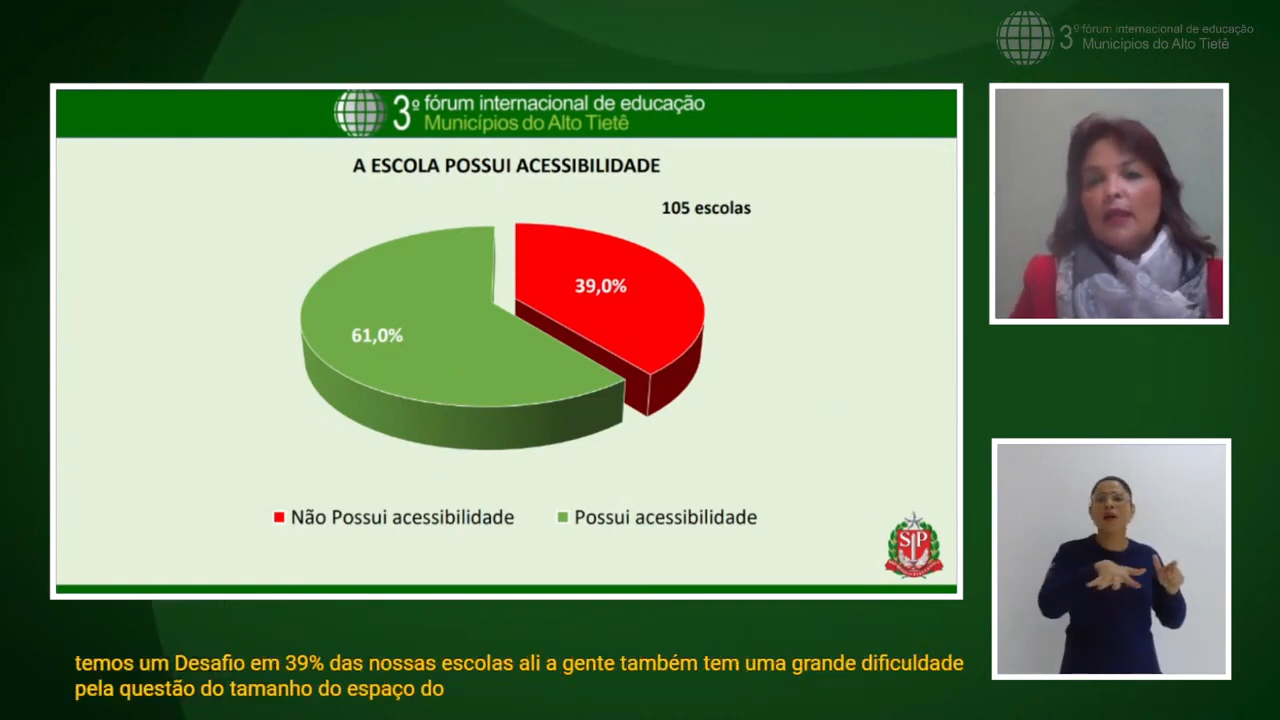 3º fórum internacional de educação
Municípios do Alto Tietê
3º fórum internacional de educação
Municípios do Alto Tietê
A ESCOLA POSSUI ACESSIBILIDADE
105 escolas
39,0%
61,0%
Não Possui acessibilidade
Possui acessibilidade
SP
temos um Desafio em 39% das nossas escolas ali a gente também tem uma grande dificuldade
pela questão do tamanho do espaço do